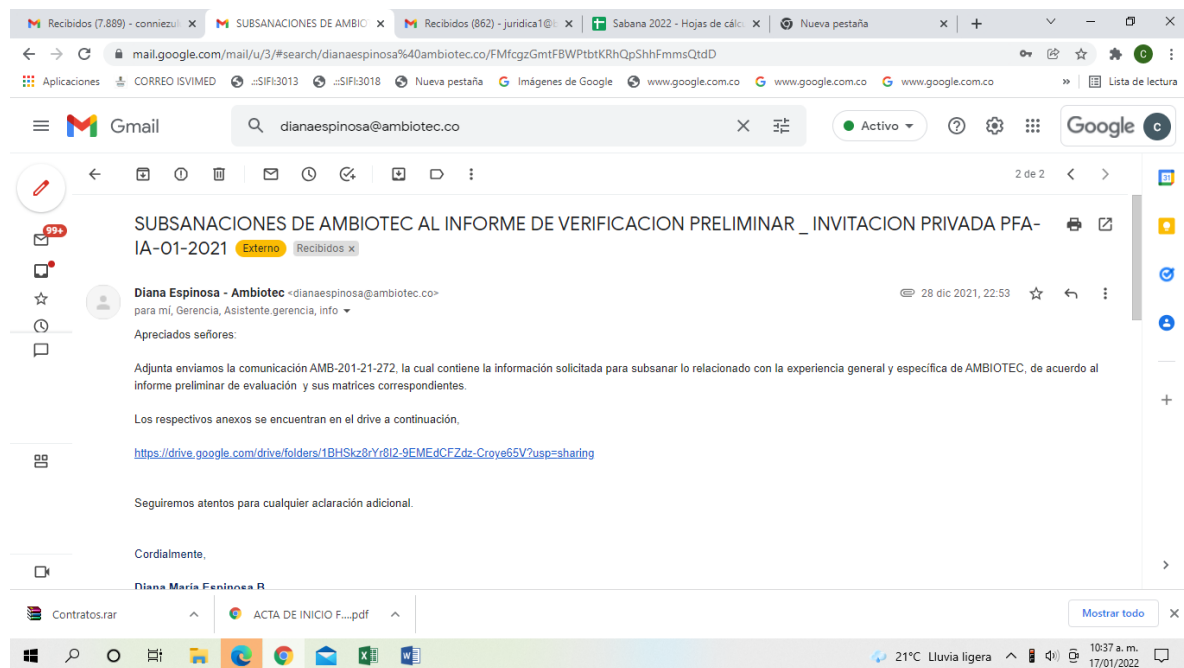 Recibidos (7.889) - conniezul
SUBSANACIONES DE AMBIO
Recibidos (862) - juridica1@
Sabana 2022 - Hojas de cálcu
Nueva pestaña
mail.google.com/mail/u/3/#search/dianaespinosa%40ambiotec.co/FMfcgzGmtFBWPtbtKRhQpShhFmmsQtdD
C
Aplicaciones
CORREO ISVIMED
.::SIFI:3013
.::SIFI:3018
Nueva pestaña
Imágenes de Google
www.google.com.co
www.google.com.co
www.google.com.co
»
Lista de lectura
Gmail
dianaespinosa@ambiotec.co
Activo
Google
c
2 de 2
31
99+
SUBSANACIONES DE AMBIOTEC AL INFORME DE VERIFICACION PRELIMINAR _ INVITACION PRIVADA PFA-
IA-01-2021 Externo Recibidos x
Diana Espinosa - Ambiotec <dianaespinosa@ambiotec.co>
28 dic 2021, 22:53
para mí, Gerencia, Asistente.gerencia, info
Apreciados señores:
Adjunta enviamos la comunicación AMB-201-21-272, la cual contiene la información solicitada para subsanar lo relacionado con la experiencia general y específica de AMBIOTEC, de acuerdo al
informe preliminar de evaluación y sus matrices correspondientes.
Los respectivos anexos se encuentran en el drive a continuación,
https://drive.google.com/drive/folders/1BHSkz8rYr8I2-9EMEdCFZdz-Croye65V?usp=sharing
Seguiremos atentos para cualquier aclaración adicional.
Cordialmente,
Diana María Espinosa B
Contratos.rar
ACTA DE INICIO F....pdf
Mostrar todo
21°C Lluvia ligera
10:37 a. m.
17/01/2022